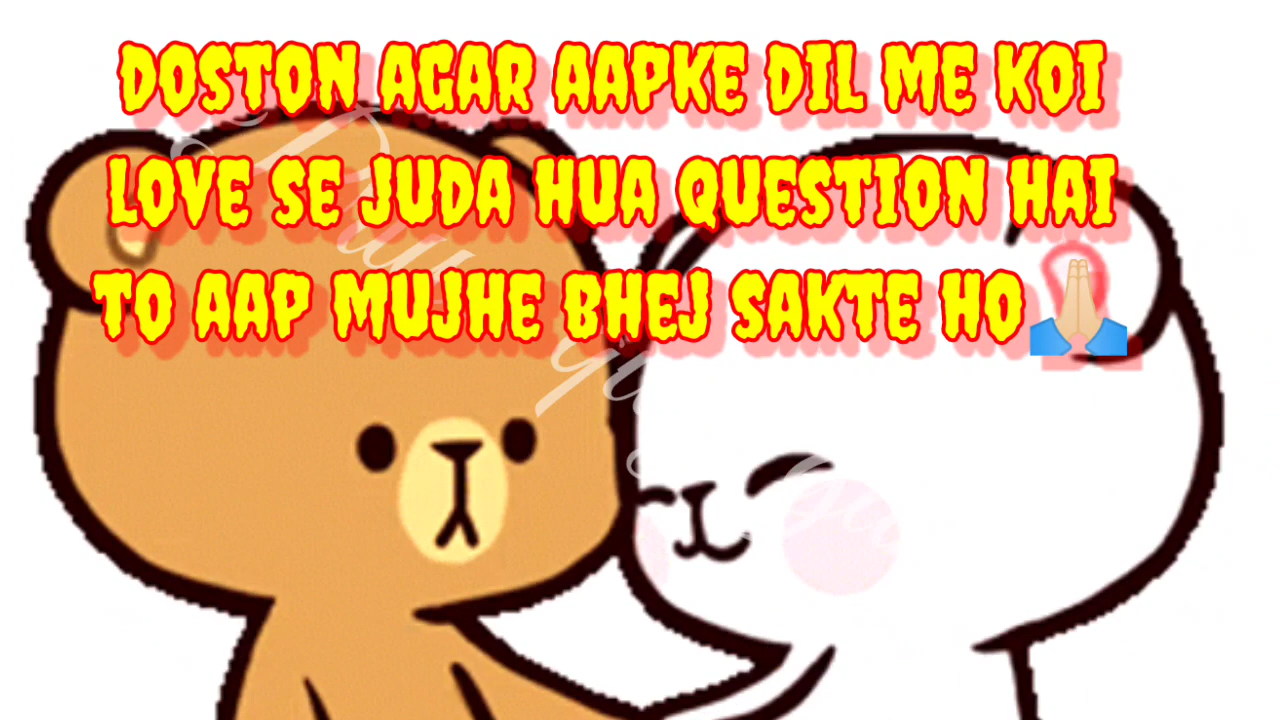 DOSTON AGAR AAPKE DIL ME KOI
LOVE SE JUDA HUA QUESTION HAI
TO AAP MUJHE BHEJ SAKTE HO🙏🏼